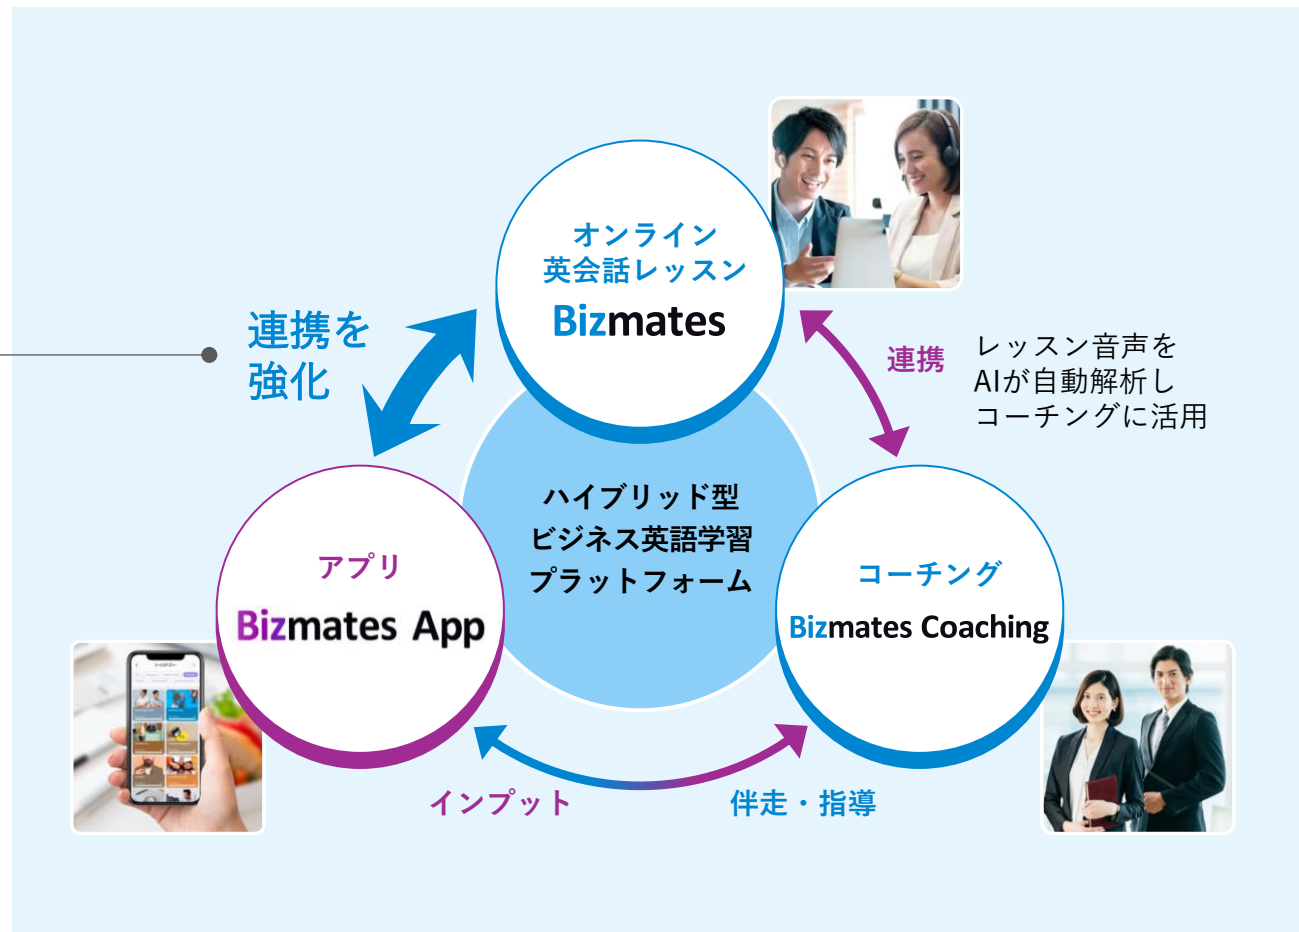 オンライン
英会話レッスン
Bizmates
連携を
強化
連携
レッスン音声を
AIが自動解析し
コーチングに活用
ハイブリッド型
ビジネス英語学習
プラットフォーム
アプリ
Bizmates App
コーチング
Bizmates Coaching
インプット
伴走・指導